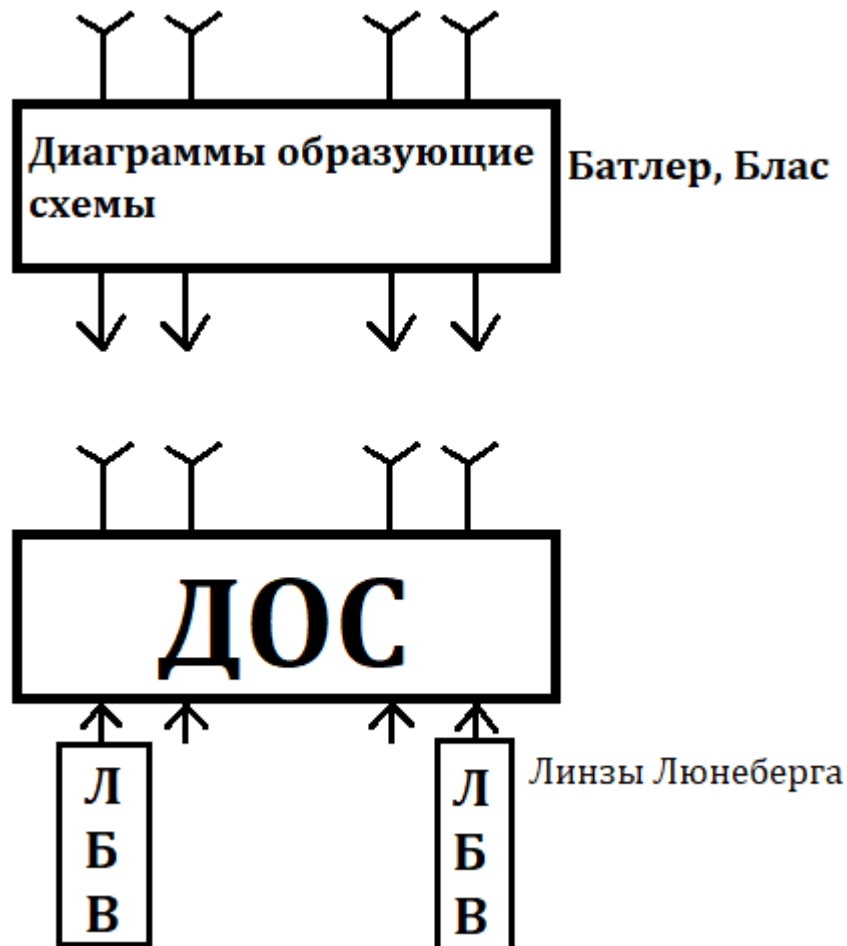 Диаграммы образующие
схемы
Батлер, Блас
ДОС
Л
Б
В
Л
Б
В
Линзы Люнеберга